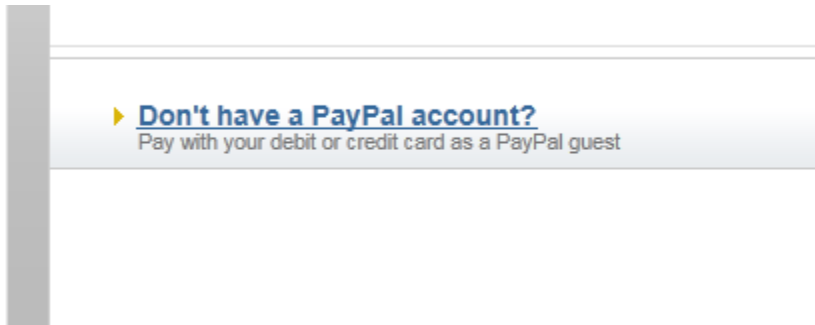 Don't have a PayPal account?
Pay with your debit or credit card as a PayPal guest